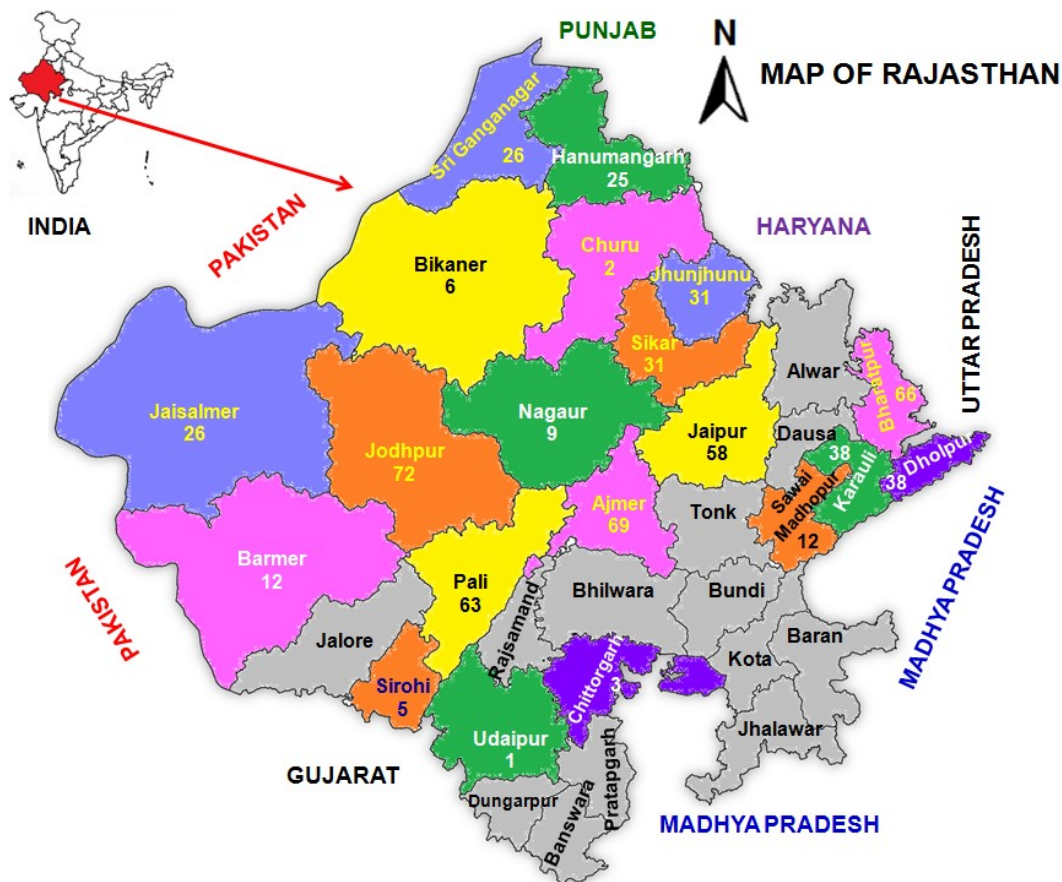 PUNJAB
N
MAP OF RAJASTHAN
INDIA
PAKISTAN
Sri Ganganagar
26
Hanumangarh
25
HARYANA
UTTAR PRADESH
Bikaner
6
Churu
2
Jhunjhunu
31
Sikar
31
Alwar
Bharatpur
66
Jaisalmer
26
Jodhpur
72
Nagaur
9
Jaipur
58
Dausa
38
Karauli
Dholpur
38
Sawai
Madhopur
12
Ajmer
69
Tonk
Barmer
12
Pali
63
PAKISTAN
Jalore
Rajsamand
Bhilwara
Bundi
Baran
Kota
MADHYA PRADESH
Sirohi
5
Chittorgarh
3
Udaipur
1
Jhalawar
GUJARAT
Dungarpur
Banswara
Pratapgarh
MADHYA PRADESH